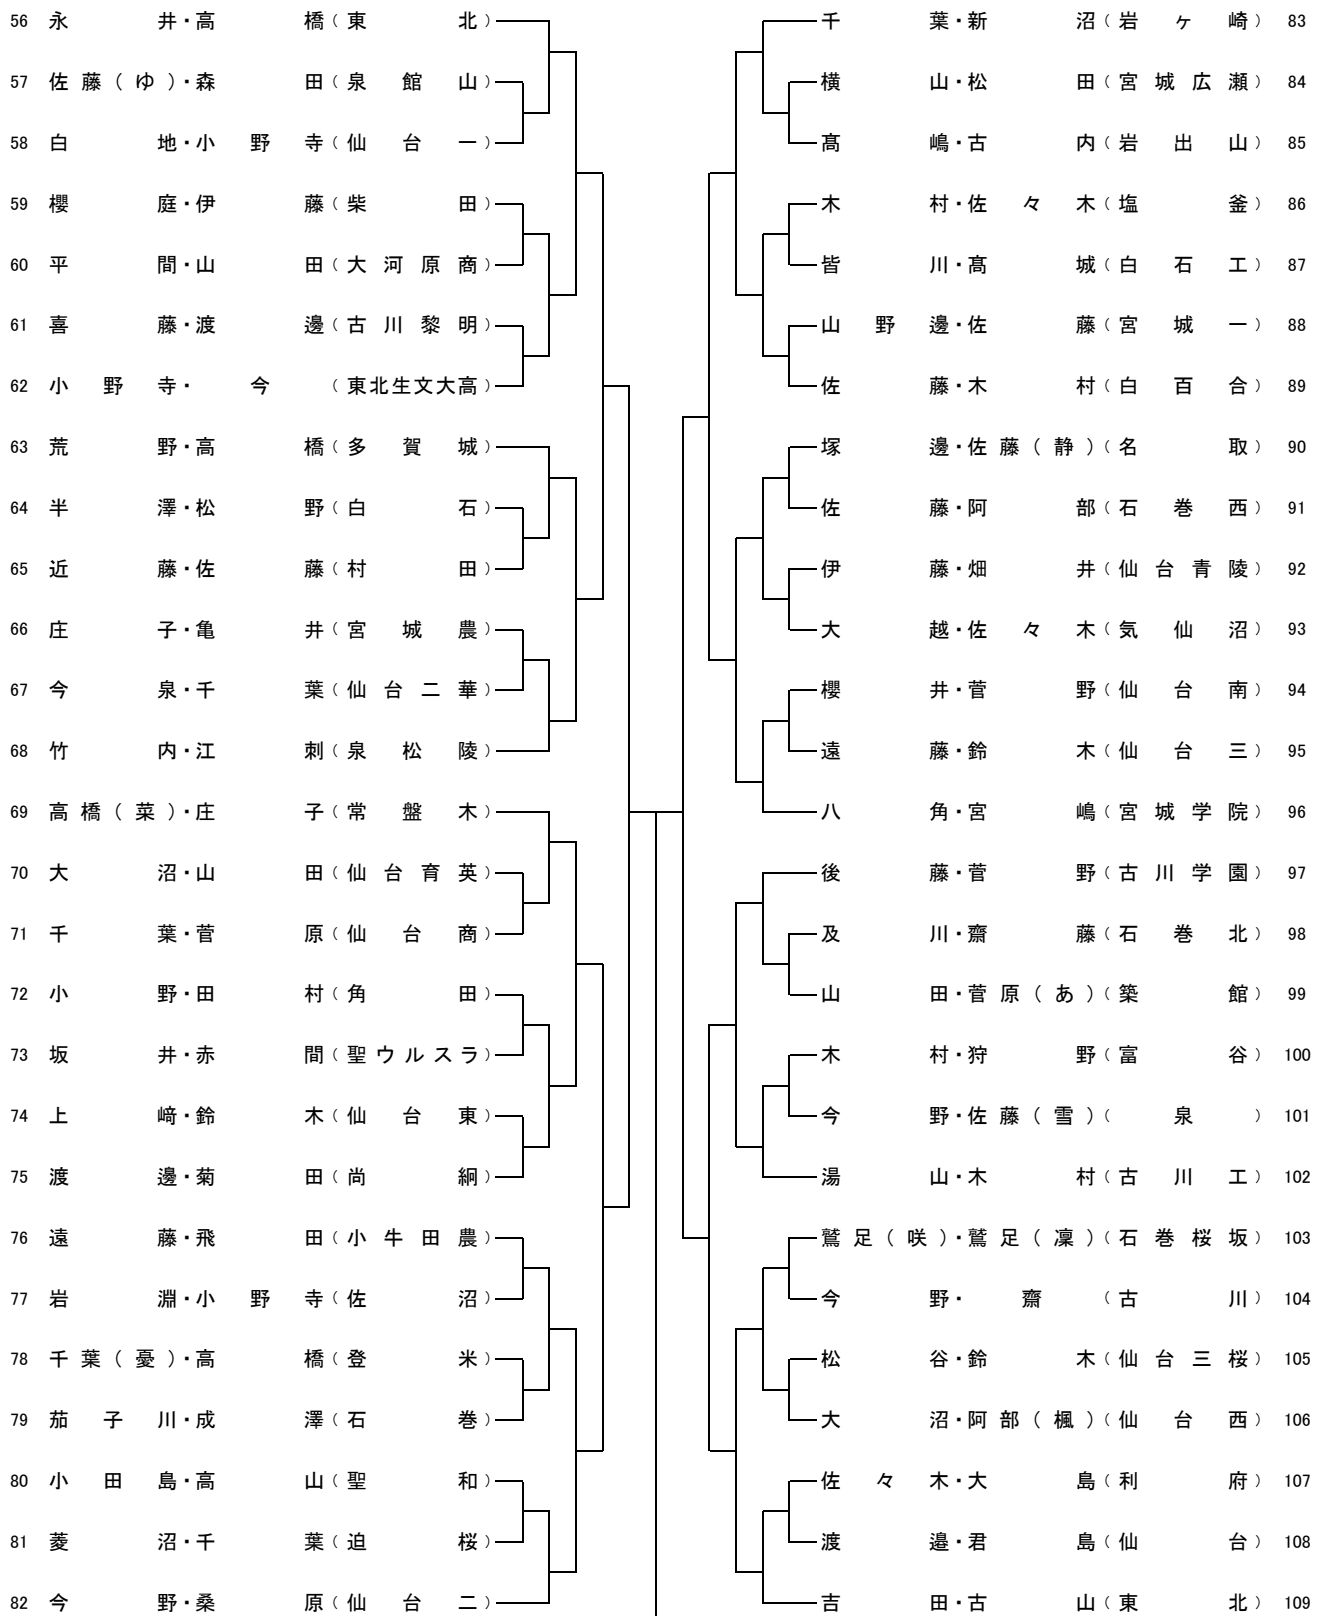 56 永井・高橋（東北）
57 佐藤（ゆ）・森田（泉館山）
58 白地・小野寺（仙台一）
59 櫻庭・伊藤（柴田）
60 平間・山田（大河原商）
61 喜藤・渡邊（古川黎明）
62 小野寺・今（東北生文大高）
63 荒野・高橋（多賀城）
64 半澤・松野（白石）
65 近藤・佐藤（村田）
66 庄子・亀井（宮城農）
67 今泉・千葉（仙台二華）
68 竹内・江刺（泉松陵）
69 高橋（菜）・庄子（常盤木）
70 大沼・山田（仙台育英）
71 千葉・菅原（仙台商）
72 小野・田村（角田）
73 坂井・赤間（聖ウルスラ）
74 上﨑・鈴木（仙台東）
75 渡邊・菊田（尚絅）
76 遠藤・飛田（小牛田農）
77 岩淵・小野寺（佐沼）
78 千葉（憂）・高橋（登米）
79 茄子川・成澤（石巻）
80 小田島・高山（聖和）
81 菱沼・千葉（迫桜）
82 今野・桑原（仙台二）
千葉・新沼（岩ヶ崎） 83
横山・松田（宮城広瀬） 84
髙嶋・古内（岩出山） 85
木村・佐々木（塩釜） 86
皆川・髙城（白石工） 87
山野邊・佐藤（宮城一） 88
佐藤・木村（白百合） 89
塚邊・佐藤（静）（名取） 90
佐藤・阿部（石巻西） 91
伊藤・畑井（仙台青陵） 92
大越・佐々木（気仙沼） 93
櫻井・菅野（仙台南） 94
遠藤・鈴木（仙台三） 95
八角・宮嶋（宮城学院） 96
後藤・菅野（古川学園） 97
及川・齋藤（石巻北） 98
山田・菅原（あ）（築館） 99
木村・狩野（富谷） 100
今野・佐藤（雪）（泉） 101
湯山・木村（古川工） 102
鷲足（咲）・鷲足（凜）（石巻桜坂） 103
今野・齋（古川） 104
松谷・鈴木（仙台三桜） 105
大沼・阿部（楓）（仙台西） 106
佐々木・大島（利府） 107
渡邉・君島（仙台） 108
吉田・古山（東北） 109